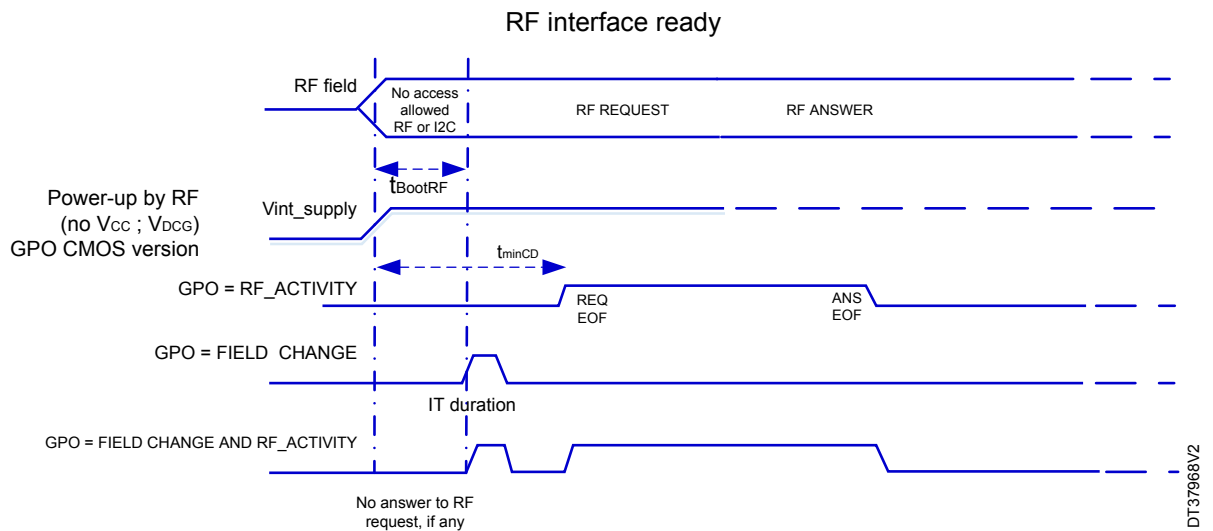 RF interface ready
RF field
No access
allowed
RF or I2C
RF REQUEST
RF ANSWER
tBootRF
Power-up by RF
(no VCC ; VDCG)
GPO CMOS version
Vint_supply
tminCD
GPO = RF_ACTIVITY
REQ
EOF
ANS
EOF
GPO = FIELD CHANGE
IT duration
GPO = FIELD CHANGE AND RF_ACTIVITY
No answer to RF
request, if any
DT37968V2